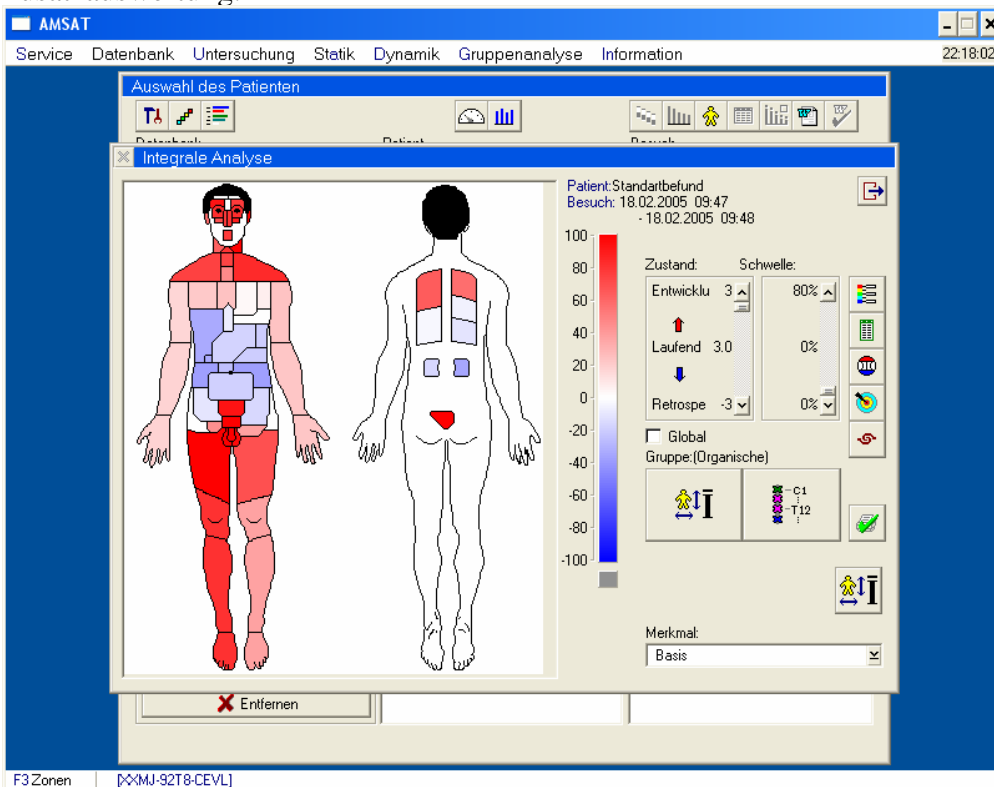 AMSAT
Service Datenbank Untersuchung Statik Dynamik Gruppenanalyse Information 22:18:02
Auswahl des Patienten
Datenbank Patient Besuch
Integrale Analyse
Patient:Standartbefund
Besuch: 18.02.2005 09:47
- 18.02.2005 09:48
100
80
60
40
20
0
-20
-40
-60
-80
-100
Zustand: Schwelle:
Entwicklu 3 80%
Laufend 3.0 0%
Retrospe -3 0%
Global
Gruppe:(Organische)
C1
T12
Merkmal:
Basis
Entfernen
F3 Zonen [XXMJ-92T8-CEVL]